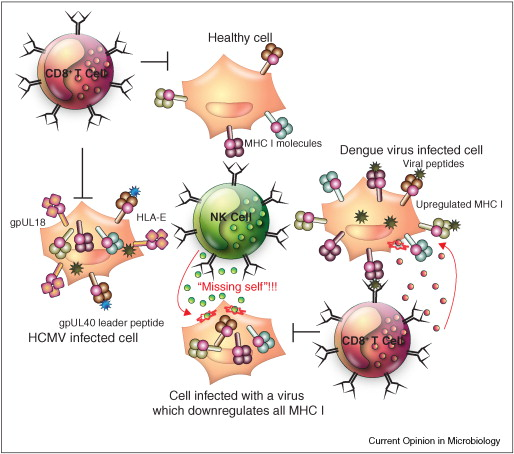 Healthy cell
CD8⁺ T Cell
MHC I molecules
Dengue virus infected cell
Viral peptides
Upregulated MHC I
gpUL18
HLA-E
NK Cell
"Missing self"!!!
gpUL40 leader peptide
HCMV infected cell
CD8⁺ T Cell
Cell infected with a virus
which downregulates all MHC I
Current Opinion in Microbiology